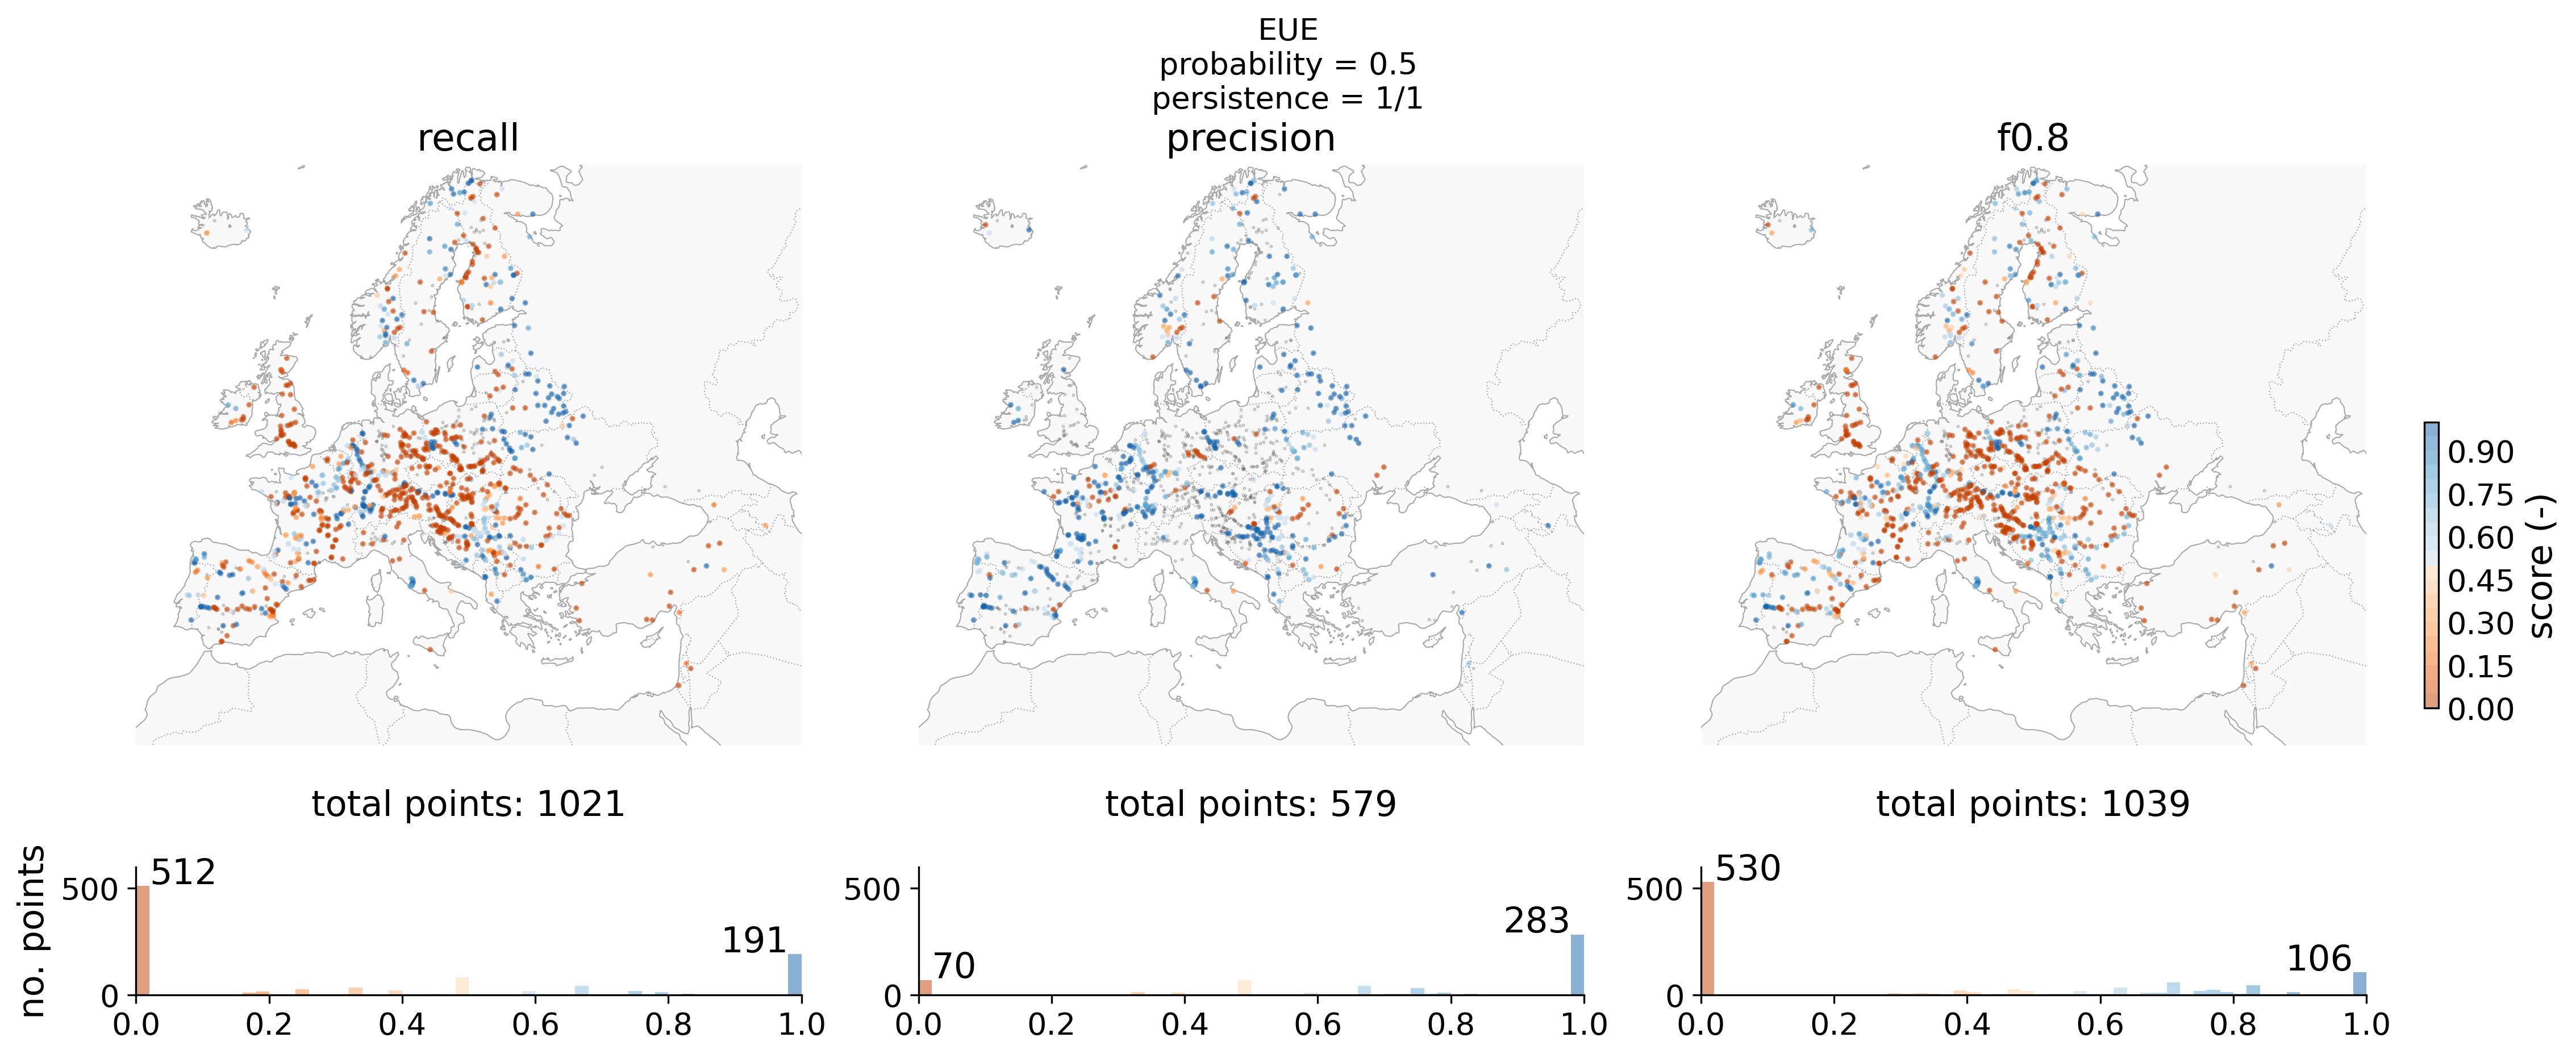 EUE
probability = 0.5
persistence = 1/1
recall
precision
f0.8
0.90
0.75
0.60
0.45
0.30
0.15
0.00
score (-)
total points: 1021
total points: 579
total points: 1039
no. points
500
0
512
191
0.0 0.2 0.4 0.6 0.8 1.0
500
0
70
283
0.0 0.2 0.4 0.6 0.8 1.0
500
0
530
106
0.0 0.2 0.4 0.6 0.8 1.0